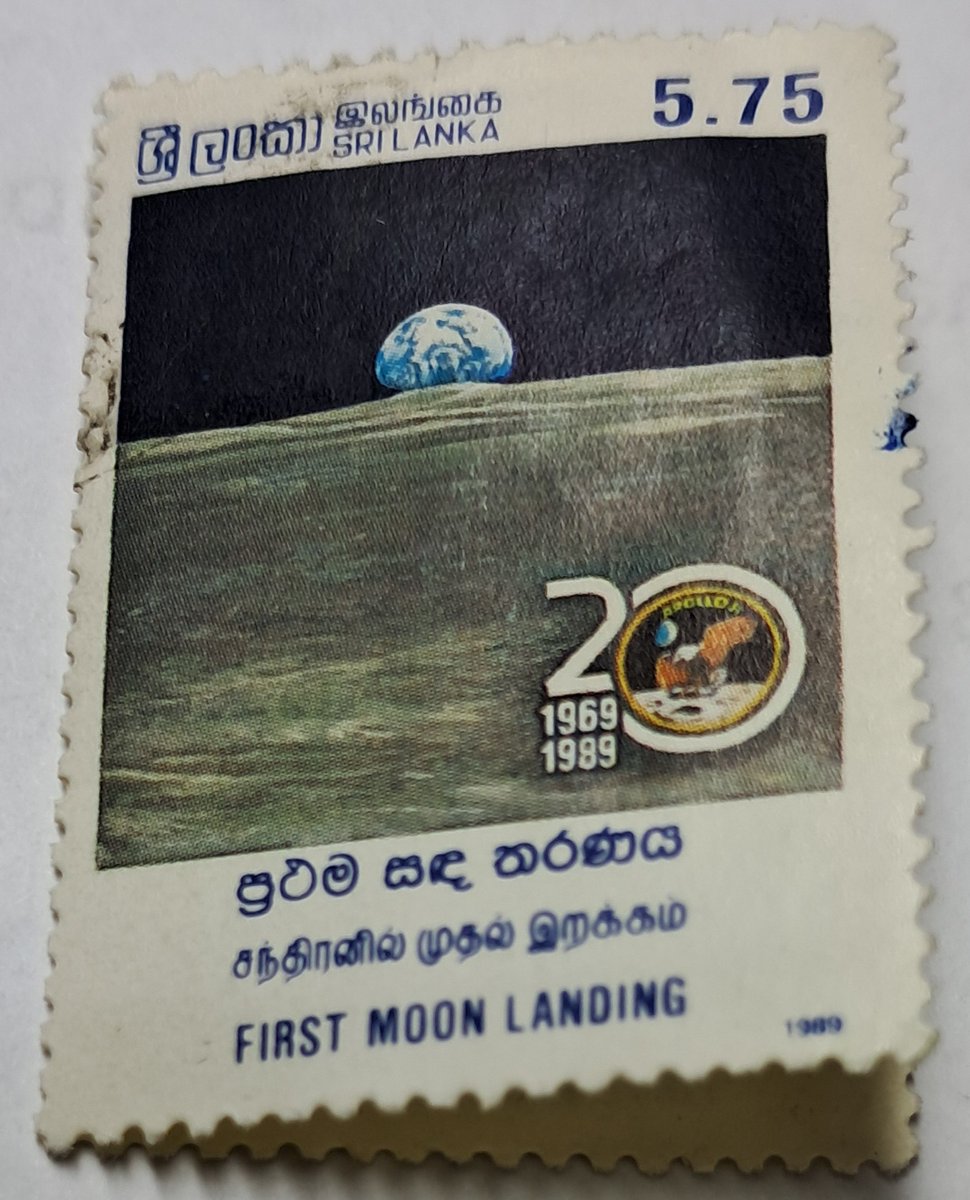 ශ්‍රී ලංකා இலங்கை
SRI LANKA
5.75
APOLLO 11
20
1969
1989
ප්‍රථම සඳ තරණය
சந்திரனில் முதல் இறக்கம்
FIRST MOON LANDING
1989